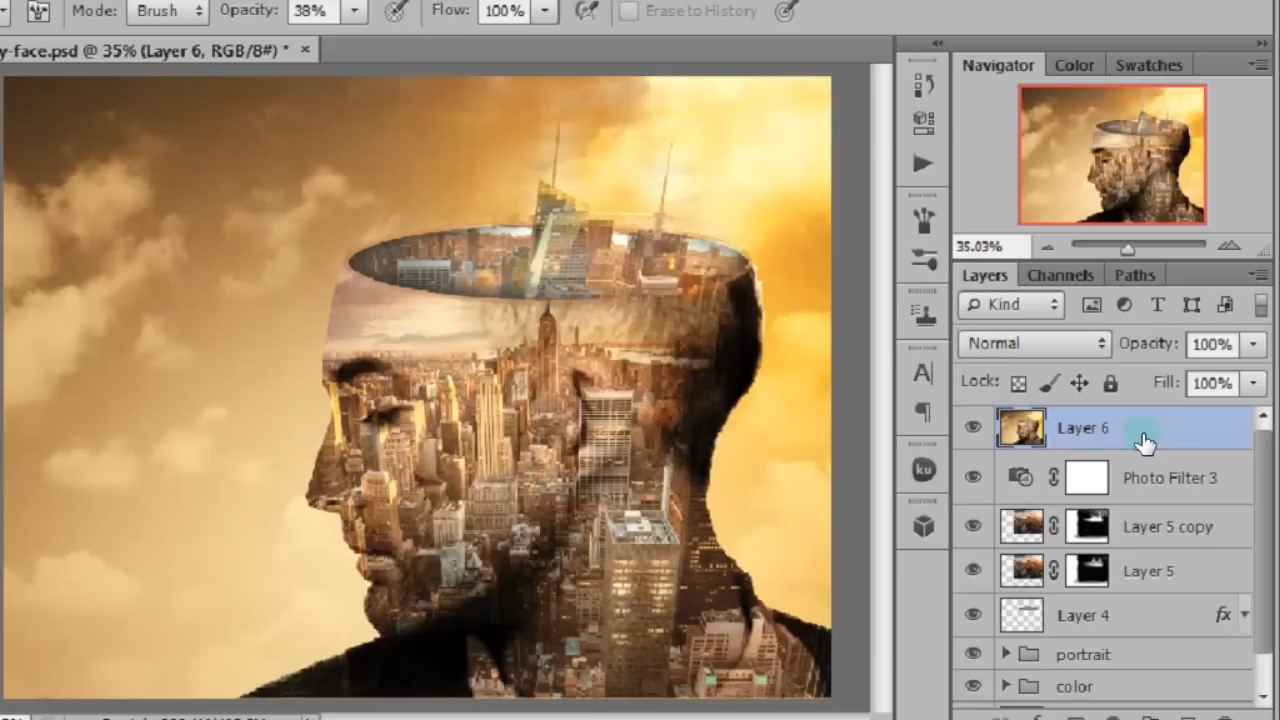 Mode: Brush Opacity: 38% Flow: 100% Erase to History
y-face.psd @ 35% (Layer 6, RGB/8#) * ×
Navigator Color Swatches
35.03%
Layers Channels Paths
Kind
Normal Opacity: 100%
Lock: Fill: 100%
Layer 6
Photo Filter 3
Layer 5 copy
Layer 5
Layer 4 fx
portrait
color
ku
A